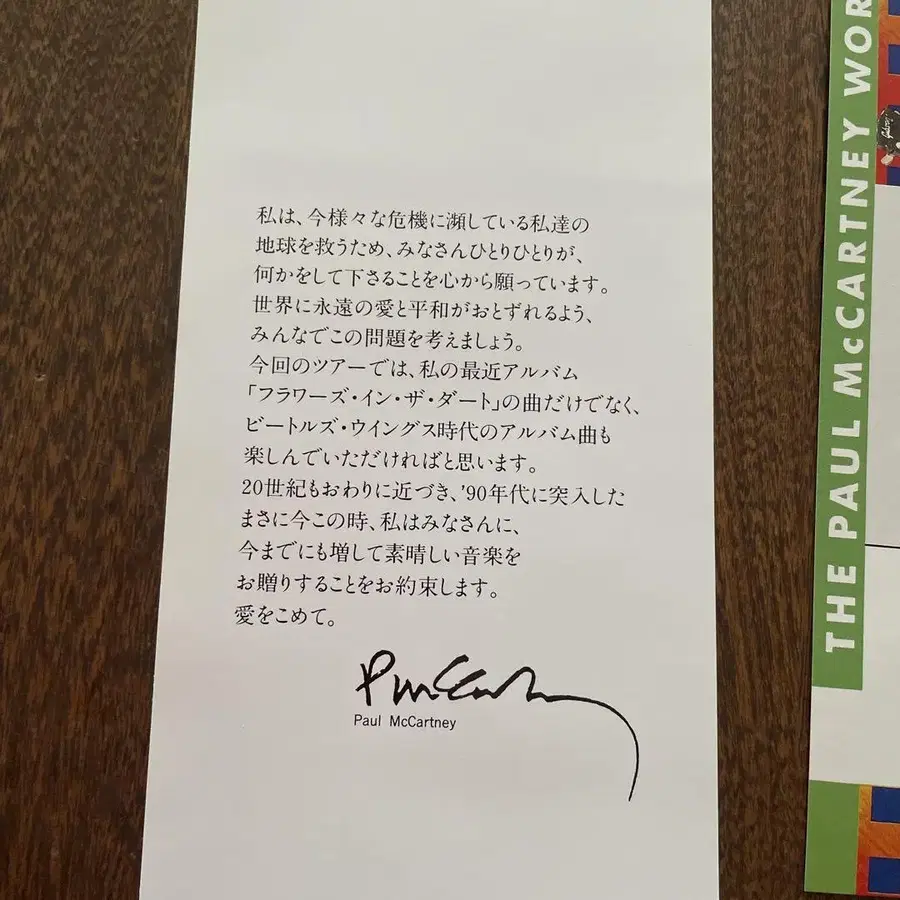 私は、今様々な危機に瀕している私達の
地球を救うため、みなさんひとりひとりが、
何かをして下さることを心から願っています。
世界に永遠の愛と平和がおとずれるよう、
みんなでこの問題を考えましょう。
今回のツアーでは、私の最近アルバム
「フラワーズ・イン・ザ・ダート」の曲だけでなく、
ビートルズ・ウイングス時代のアルバム曲も
楽しんでいただければと思います。
20世紀もおわりに近づき、'90年代に突入した
まさに今この時、私はみなさんに、
今までにも増して素晴しい音楽を
お贈りすることをお約束します。
愛をこめて。
Paul McCartney
THE PAUL McCARTNEY WOR